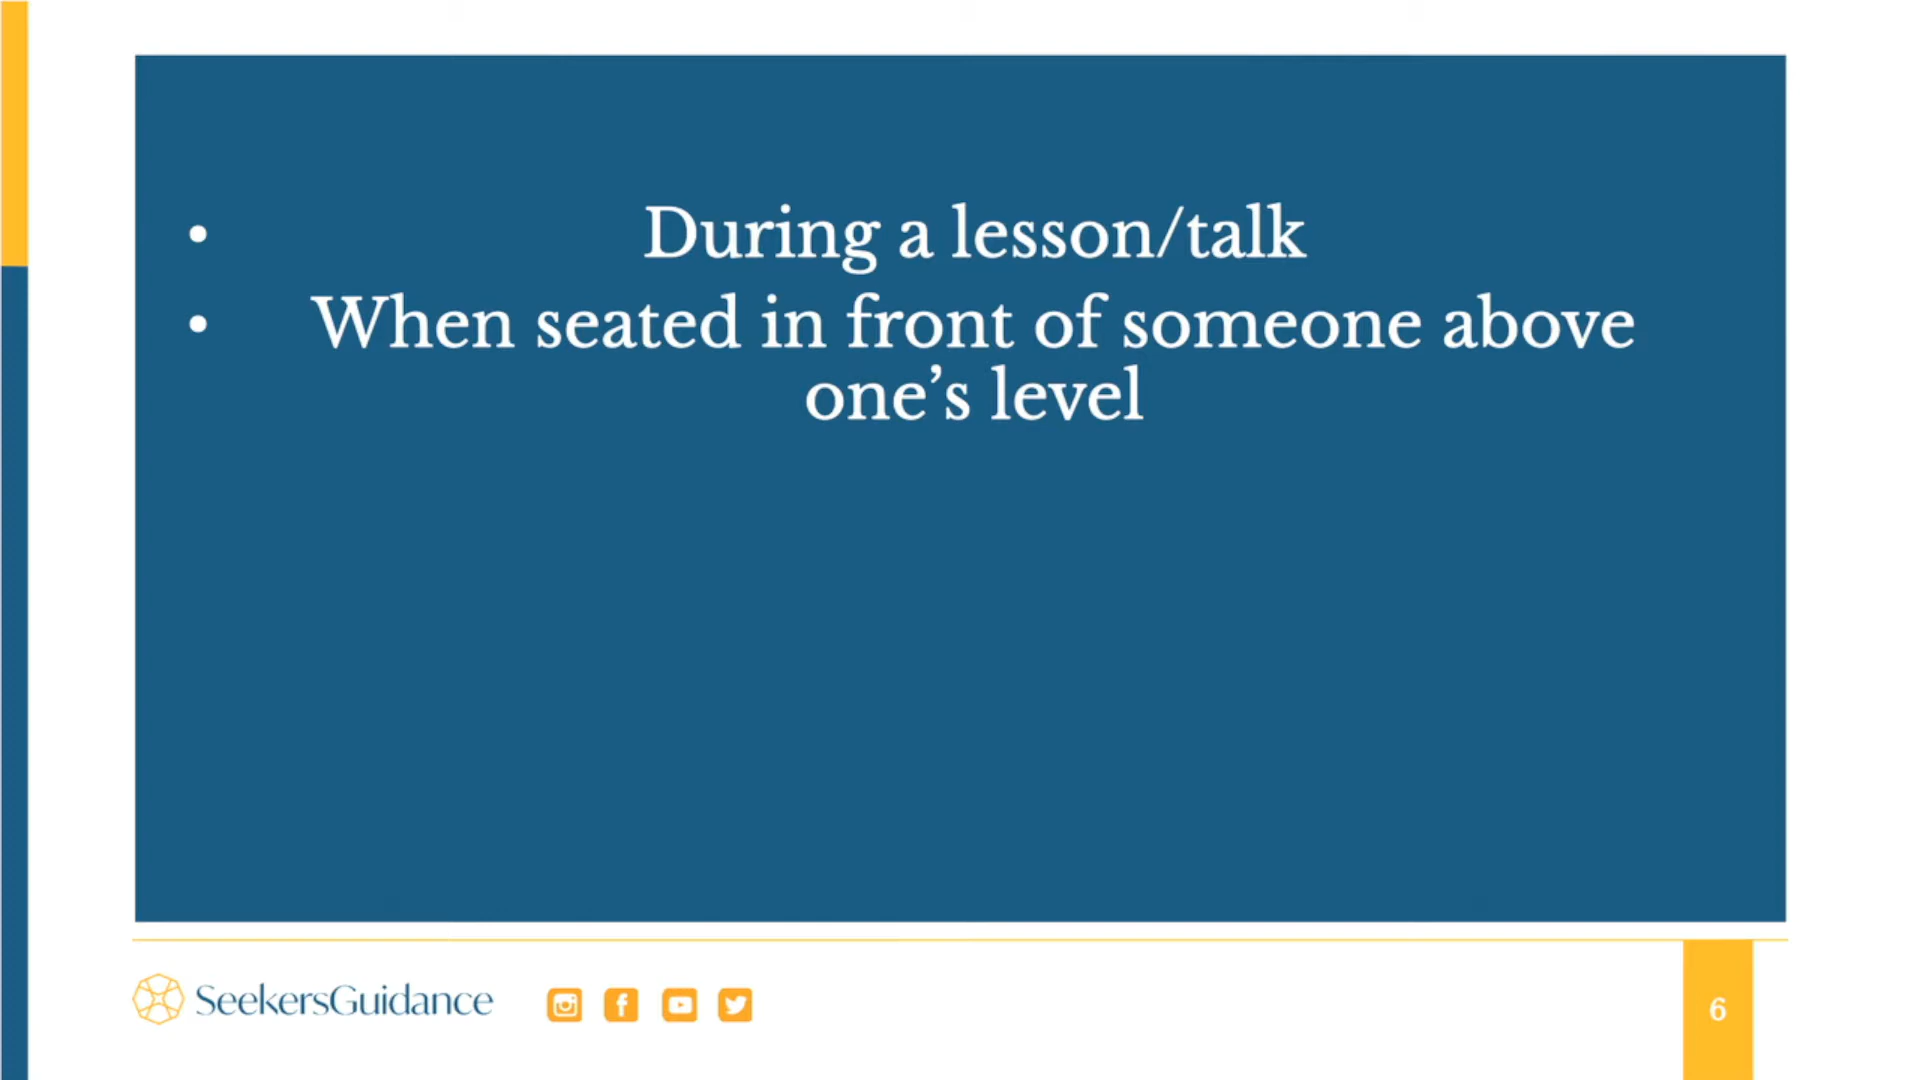 • During a lesson/talk
• When seated in front of someone above
one’s level
SeekersGuidance
6